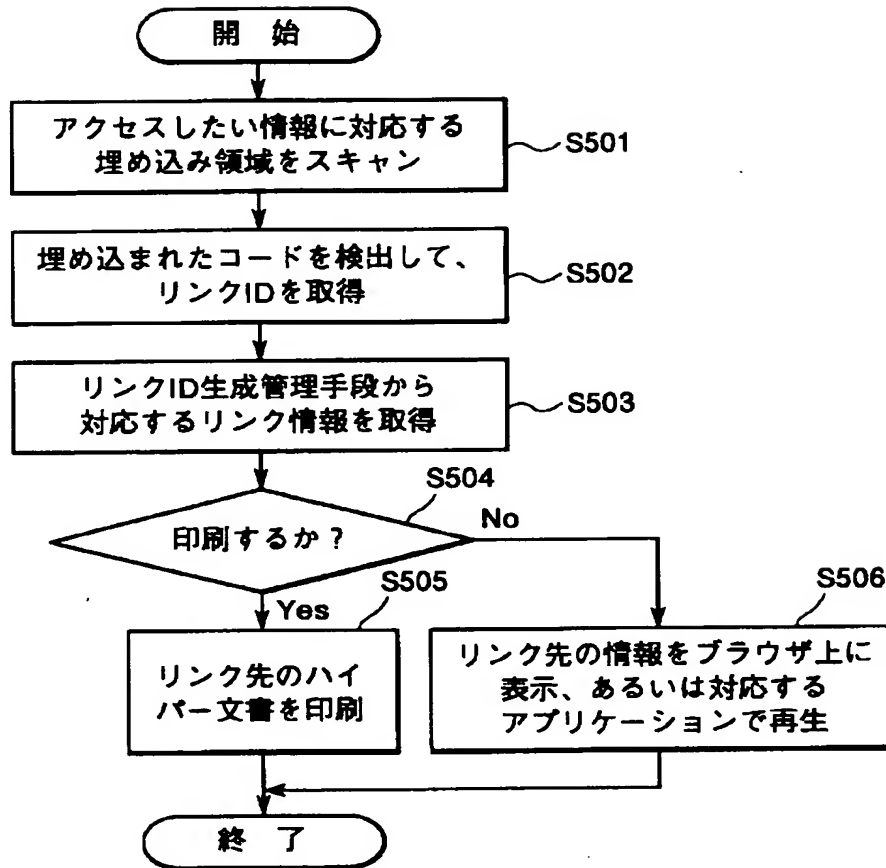 開 始
アクセスしたい情報に対応する
埋め込み領域をスキャン
S501
埋め込まれたコードを検出して、
リンクIDを取得
S502
リンクID生成管理手段から
対応するリンク情報を取得
S503
S504
印刷するか？
No
Yes
S505
リンク先のハイ
パー文書を印刷
S506
リンク先の情報をブラウザ上に
表示、あるいは対応する
アプリケーションで再生
終 了